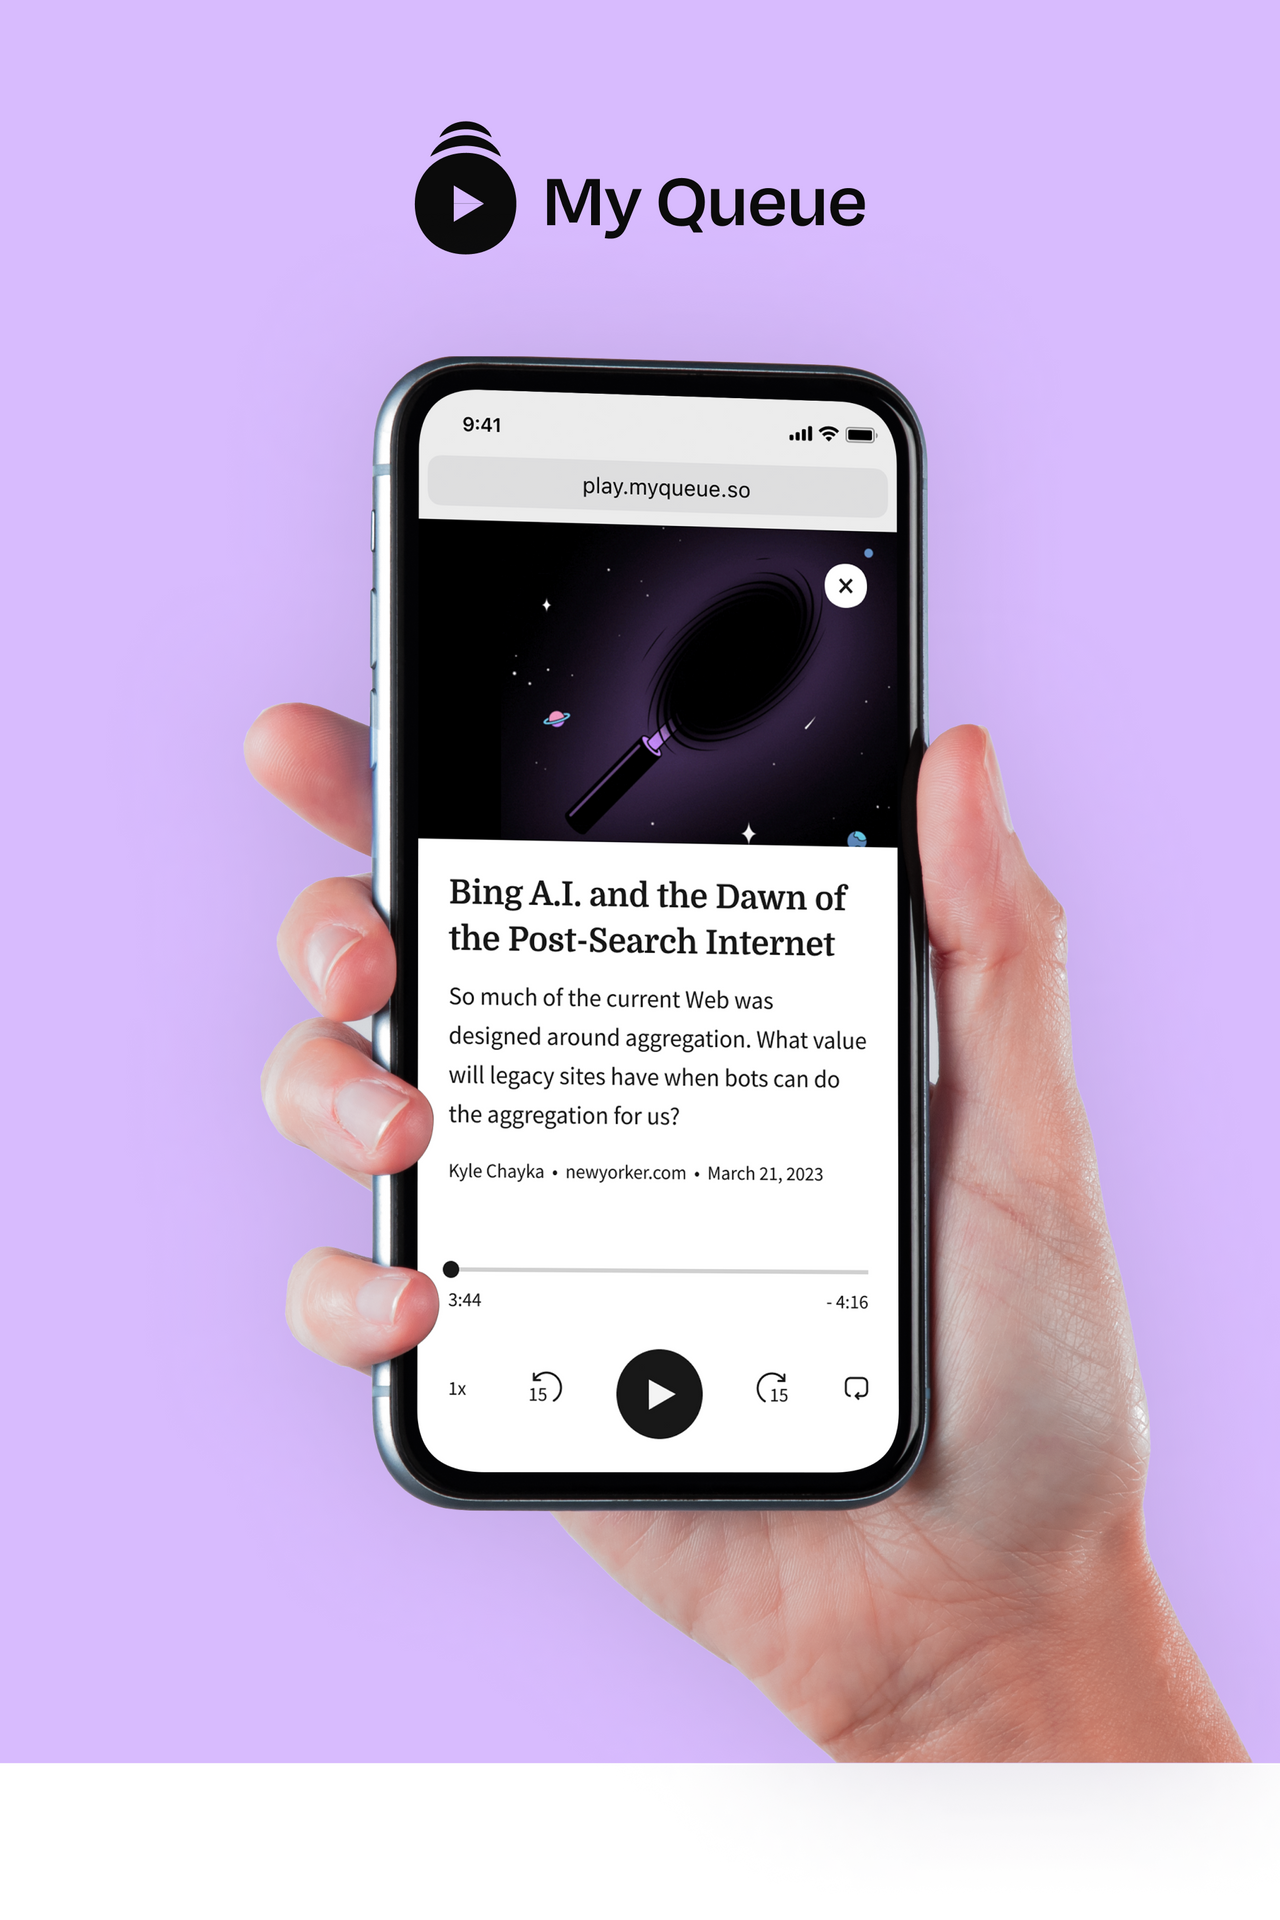 My Queue
9:41
play.myqueue.so
Bing A.I. and the Dawn of
the Post-Search Internet
So much of the current Web was
designed around aggregation. What value
will legacy sites have when bots can do
the aggregation for us?
Kyle Chayka • newyorker.com • March 21, 2023
3:44 - 4:16
1x 15 15